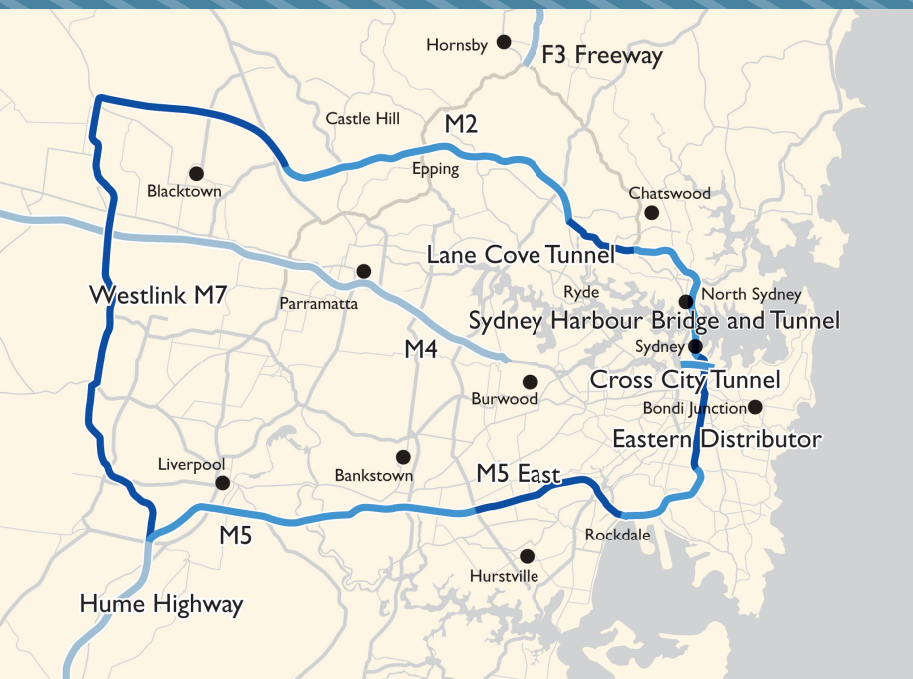 Hornsby
F3 Freeway
Castle Hill
M2
Epping
Blacktown
Chatswood
Lane Cove Tunnel
Westlink M7
Parramatta
Ryde
North Sydney
Sydney Harbour Bridge and Tunnel
M4
Sydney
Cross City Tunnel
Burwood
Bondi Junction
Eastern Distributor
Liverpool
Bankstown
M5 East
M5
Rockdale
Hurstville
Hume Highway